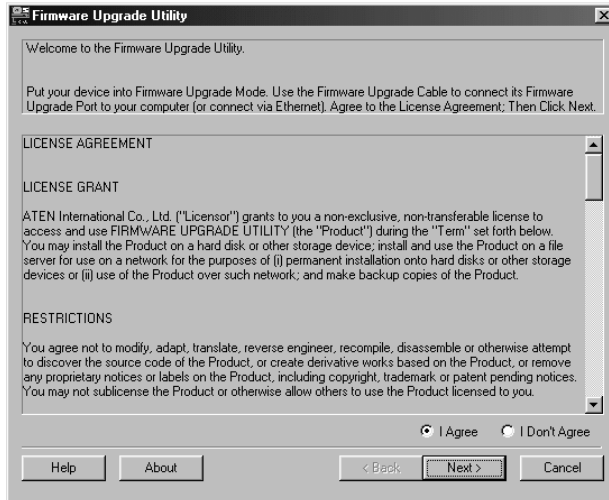 Firmware Upgrade Utility
Welcome to the Firmware Upgrade Utility.
Put your device into Firmware Upgrade Mode. Use the Firmware Upgrade Cable to connect its Firmware
Upgrade Port to your computer (or connect via Ethernet). Agree to the License Agreement; Then Click Next.
LICENSE AGREEMENT
LICENSE GRANT
ATEN International Co., Ltd. ("Licensor") grants to you a non-exclusive, non-transferable license to
access and use FIRMWARE UPGRADE UTILITY (the "Product") during the "Term" set forth below.
You may install the Product on a hard disk or other storage device; install and use the Product on a file
server for use on a network for the purposes of (i) permanent installation onto hard disks or other storage
devices or (ii) use of the Product over such network; and make backup copies of the Product.
RESTRICTIONS
You agree not to modify, adapt, translate, reverse engineer, recompile, disassemble or otherwise attempt
to discover the source code of the Product, or create derivative works based on the Product, or remove
any proprietary notices or labels on the Product, including copyright, trademark or patent pending notices.
You may not sublicense the Product or otherwise allow others to use the Product licensed to you.
I Agree I Don't Agree
Help About < Back Next > Cancel